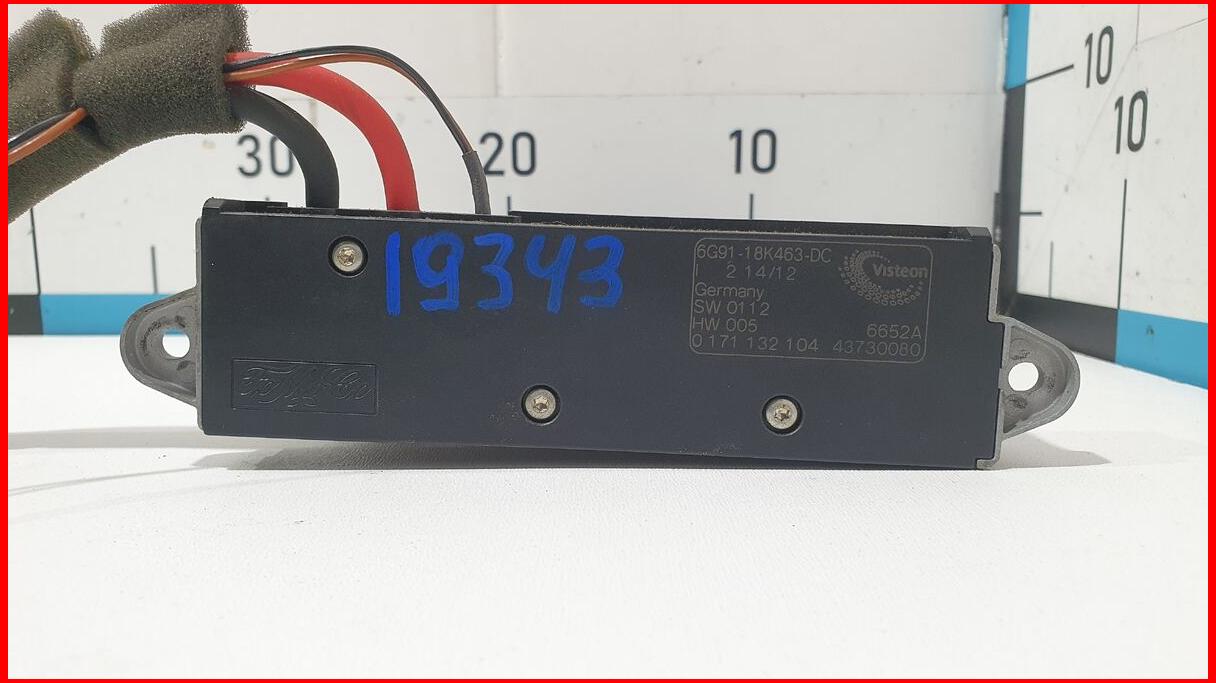 10
10
30 20 10
19343
6G91-18K463-DC
I 2 14/12
Visteon
Germany
SW 0112
HW 005 6652A
0 171 132 104 43730080
FoMoCo